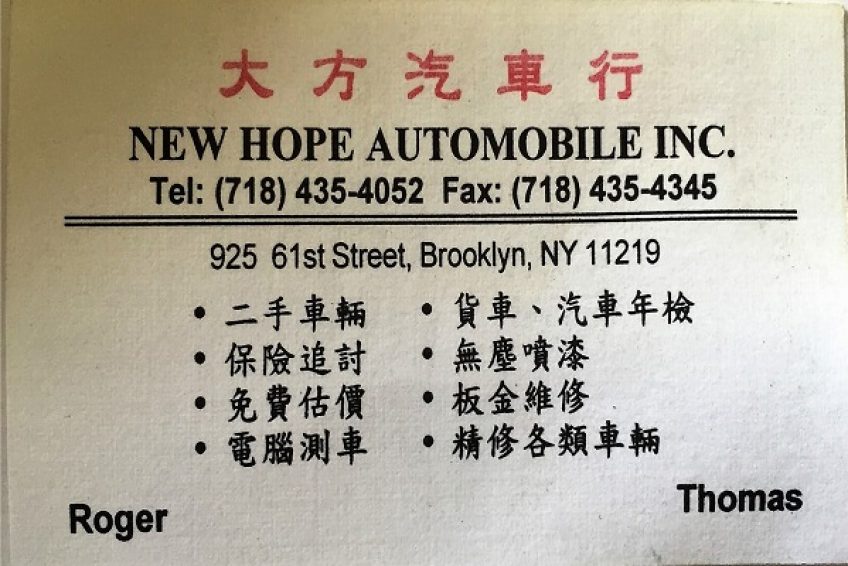 大方汽車行
NEW HOPE AUTOMOBILE INC.
Tel: (718) 435-4052 Fax: (718) 435-4345
925 61st Street, Brooklyn, NY 11219
• 二手車輛 • 貨車、汽車年檢
• 保險追討 • 無塵噴漆
• 免費估價 • 板金維修
• 電腦測車 • 精修各類車輛
Roger
Thomas